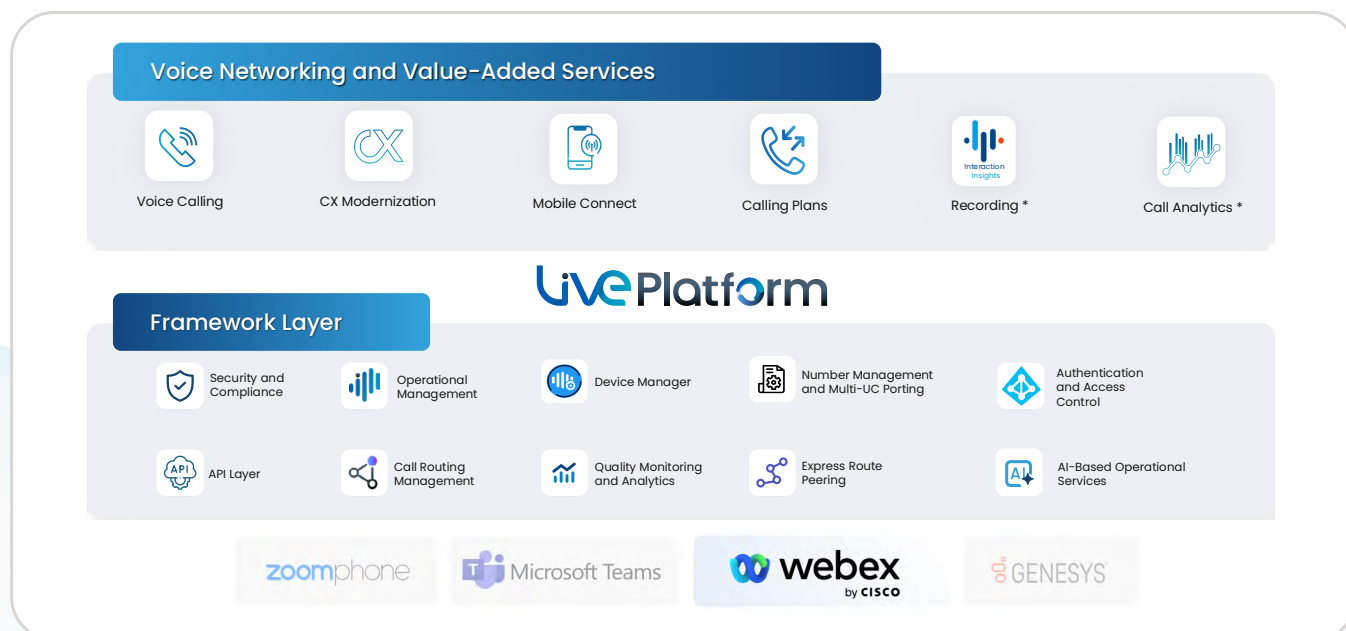 Voice Networking and Value-Added Services
CX
Interaction
Insights
Voice Calling
CX Modernization
Mobile Connect
Calling Plans
Recording *
Call Analytics *
Live Platform
Framework Layer
Security and
Compliance
Operational
Management
Device Manager
Number Management
and Multi-UC Porting
Authentication
and Access
Control
API
API Layer
Call Routing
Management
Quality Monitoring
and Analytics
Express Route
Peering
AI
AI-Based Operational
Services
zoomphone
T
Microsoft Teams
webex
by CISCO
GENESYS